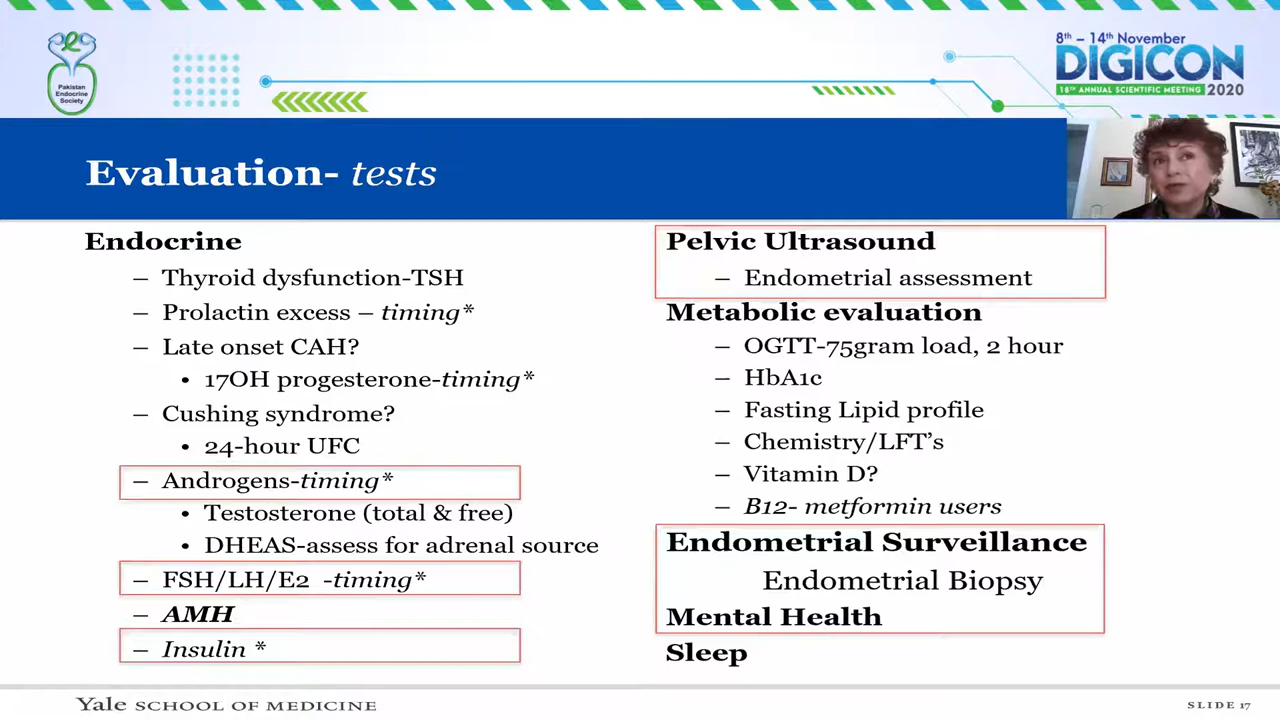 Pakistan
Endocrine
Society
8th – 14th November
DIGICON
18TH ANNUAL SCIENTIFIC MEETING 2020
Evaluation- tests
Endocrine
– Thyroid dysfunction-TSH
– Prolactin excess – timing*
– Late onset CAH?
• 17OH progesterone-timing*
– Cushing syndrome?
• 24-hour UFC
– Androgens-timing*
• Testosterone (total & free)
• DHEAS-assess for adrenal source
– FSH/LH/E2 -timing*
– AMH
– Insulin *
Pelvic Ultrasound
– Endometrial assessment
Metabolic evaluation
– OGTT-75gram load, 2 hour
– HbA1c
– Fasting Lipid profile
– Chemistry/LFT’s
– Vitamin D?
– B12- metformin users
Endometrial Surveillance
Endometrial Biopsy
Mental Health
Sleep
Yale SCHOOL OF MEDICINE
SLIDE 17